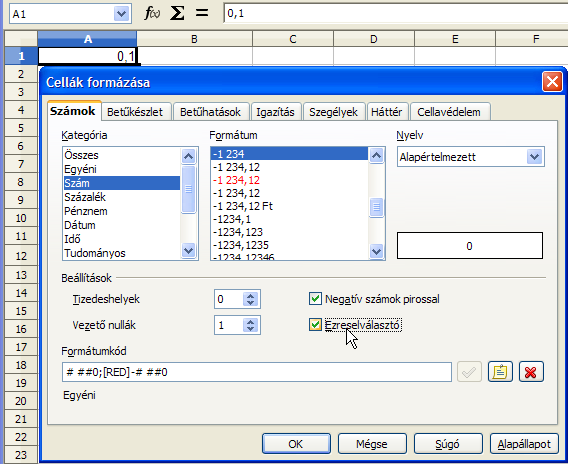 A1 f(x) Σ = 0,1
A B C D E F
1 0,1
2
3
4
5
6
7
8
9
10
11
12
13
14
15
16
17
18
19
20
21
22
23
Cellák formázása
Számok Betűkészlet Betűhatások Igazítás Szegélyek Háttér Cellavédelem
Kategória
Összes
Egyéni
Szám
Százalék
Pénznem
Dátum
Idő
Tudományos
Formátum
-1 234
-1 234,12
-1 234,12
-1 234,12
-1 234,12 Ft
-1234,1
-1234,123
-1234,1235
-1234,12346
Nyelv
Alapértelmezett
0
Beállítások
Tizedeshelyek 0
Negatív számok pirossal
Vezető nullák 1
Ezreselválasztó
Formátumkód
# ##0;[RED]-# ##0
Egyéni
OK Mégse Súgó Alapállapot